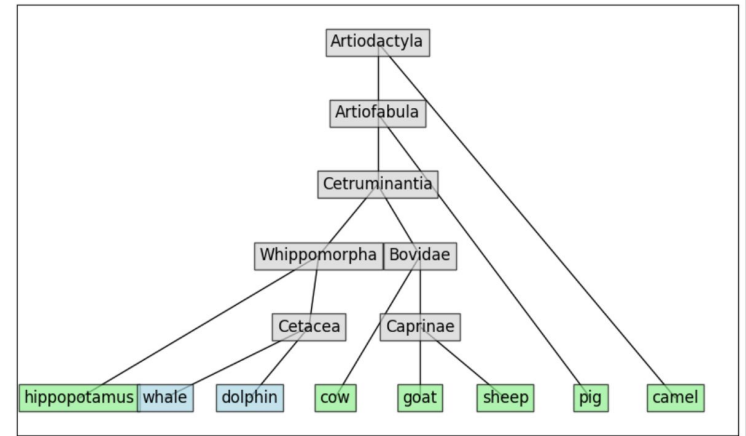 Artiodactyla
Artiofabula
Cetruminantia
Whippomorpha Bovidae
Cetacea Caprinae
hippopotamus whale dolphin cow goat sheep pig camel